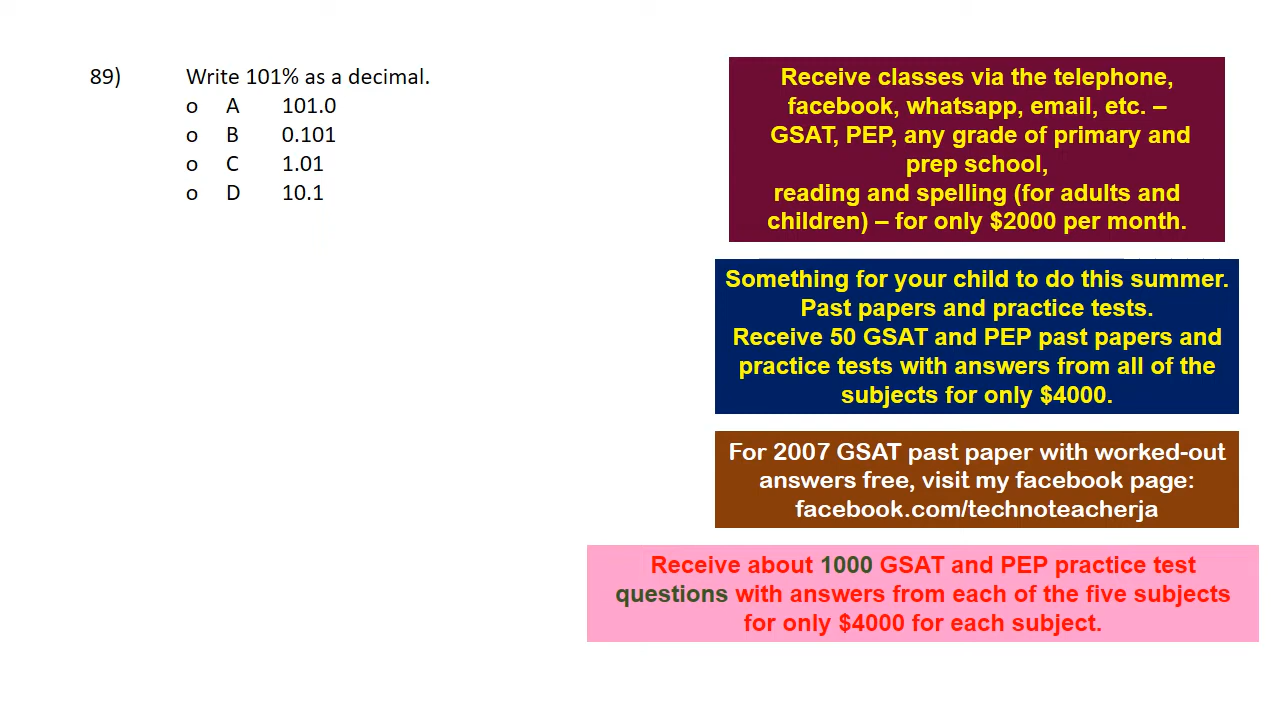 89) Write 101% as a decimal.
o A 101.0
o B 0.101
o C 1.01
o D 10.1
Receive classes via the telephone,
facebook, whatsapp, email, etc. –
GSAT, PEP, any grade of primary and
prep school,
reading and spelling (for adults and
children) – for only $2000 per month.
Something for your child to do this summer.
Past papers and practice tests.
Receive 50 GSAT and PEP past papers and
practice tests with answers from all of the
subjects for only $4000.
For 2007 GSAT past paper with worked-out
answers free, visit my facebook page:
facebook.com/technoteacherja
Receive about 1000 GSAT and PEP practice test
questions with answers from each of the five subjects
for only $4000 for each subject.